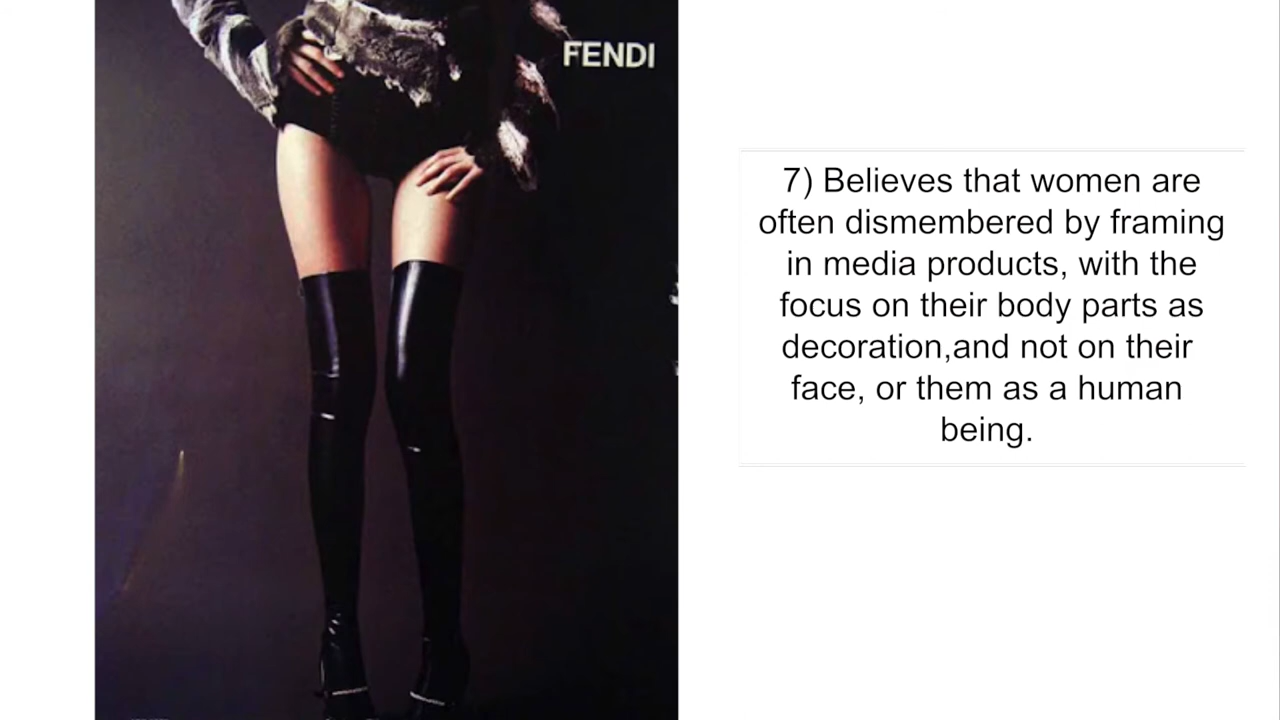 FENDI
7) Believes that women are
often dismembered by framing
in media products, with the
focus on their body parts as
decoration,and not on their
face, or them as a human
being.